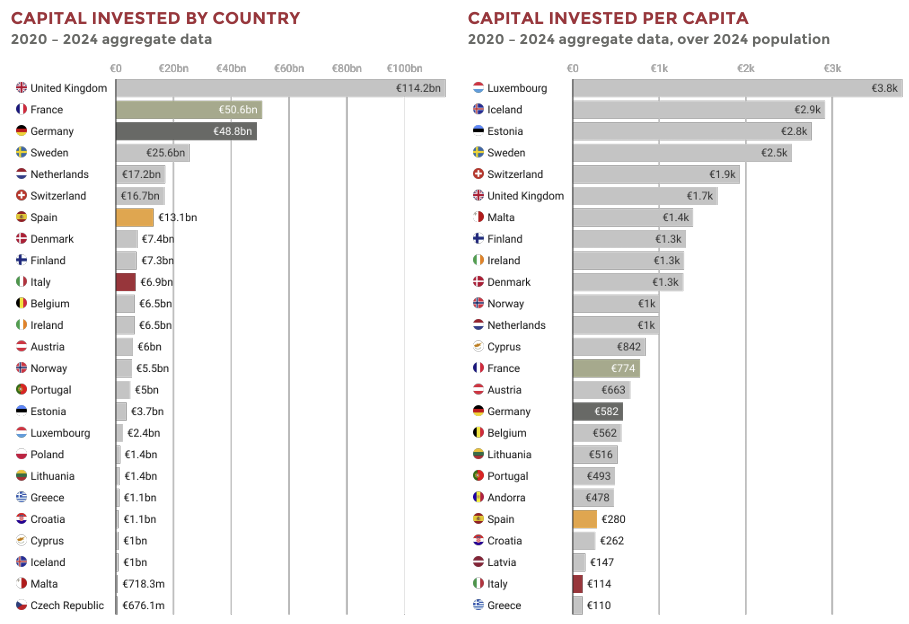 CAPITAL INVESTED BY COUNTRY
2020 – 2024 aggregate data
€0 €20bn €40bn €60bn €80bn €100bn
United Kingdom €114.2bn
France €50.6bn
Germany €48.8bn
Sweden €25.6bn
Netherlands €17.2bn
Switzerland €16.7bn
Spain €13.1bn
Denmark €7.4bn
Finland €7.3bn
Italy €6.9bn
Belgium €6.5bn
Ireland €6.5bn
Austria €6bn
Norway €5.5bn
Portugal €5bn
Estonia €3.7bn
Luxembourg €2.4bn
Poland €1.4bn
Lithuania €1.4bn
Greece €1.1bn
Croatia €1.1bn
Cyprus €1bn
Iceland €1bn
Malta €718.3m
Czech Republic €676.1m
CAPITAL INVESTED PER CAPITA
2020 – 2024 aggregate data, over 2024 population
€0 €1k €2k €3k
Luxembourg €3.8k
Iceland €2.9k
Estonia €2.8k
Sweden €2.5k
Switzerland €1.9k
United Kingdom €1.7k
Malta €1.4k
Finland €1.3k
Ireland €1.3k
Denmark €1.3k
Norway €1k
Netherlands €1k
Cyprus €842
France €774
Austria €663
Germany €582
Belgium €562
Lithuania €516
Portugal €493
Andorra €478
Spain €280
Croatia €262
Latvia €147
Italy €114
Greece €110